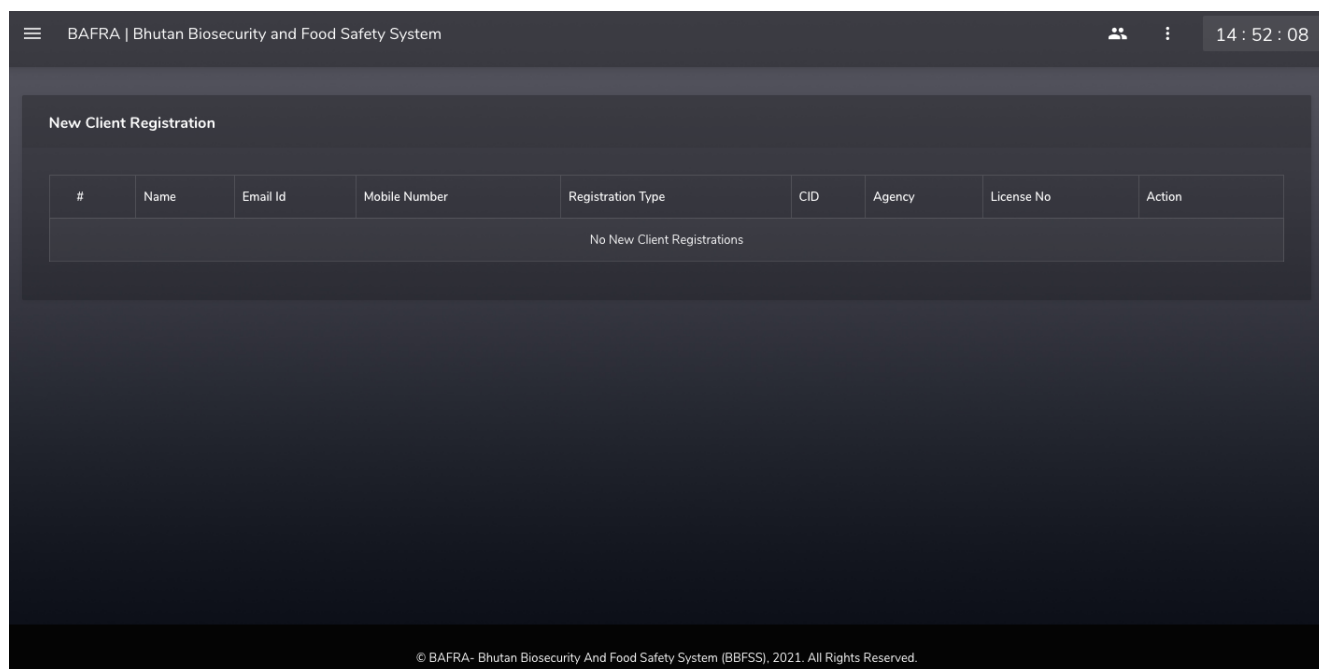 BAFRA | Bhutan Biosecurity and Food Safety System
14 : 52 : 08
New Client Registration
# Name Email Id Mobile Number Registration Type CID Agency License No Action
No New Client Registrations
© BAFRA- Bhutan Biosecurity And Food Safety System (BBFSS), 2021. All Rights Reserved.